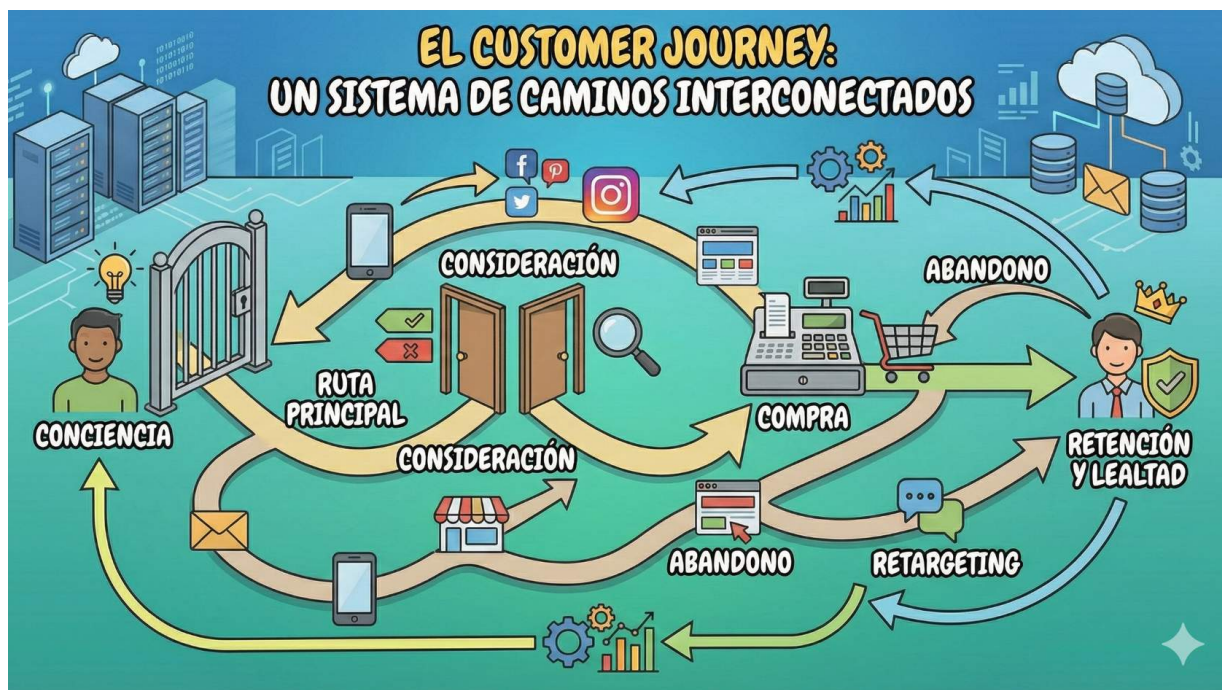 EL CUSTOMER JOURNEY:
UN SISTEMA DE CAMINOS INTERCONECTADOS
CONSIDERACIÓN
ABANDONO
RUTA
PRINCIPAL
COMPRA
CONCIENCIA
CONSIDERACIÓN
RETENCIÓN
Y LEALTAD
ABANDONO
RETARGETING